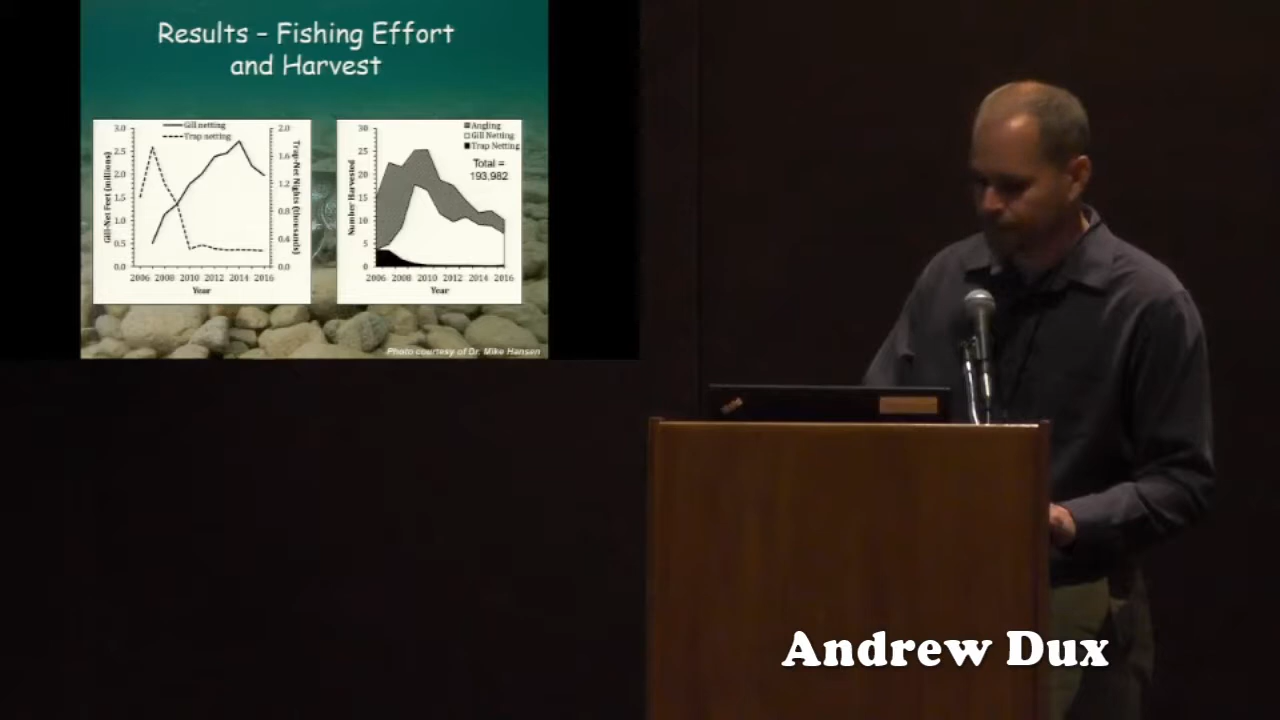 Results – Fishing Effort
and Harvest
Gill netting
Trap netting
3.0
2.5
2.0
1.5
1.0
0.5
0.0
Gill-Net Feet (millions)
2.0
1.6
1.2
0.8
0.4
0.0
Trap-Net Nights (thousands)
2006 2008 2010 2012 2014 2016
Year
Angling
Gill Netting
Trap Netting
Total =
193,982
30
25
20
15
10
5
0
Number Harvested
2006 2008 2010 2012 2014 2016
Year
Photo courtesy of Dr. Mike Hansen
Andrew Dux